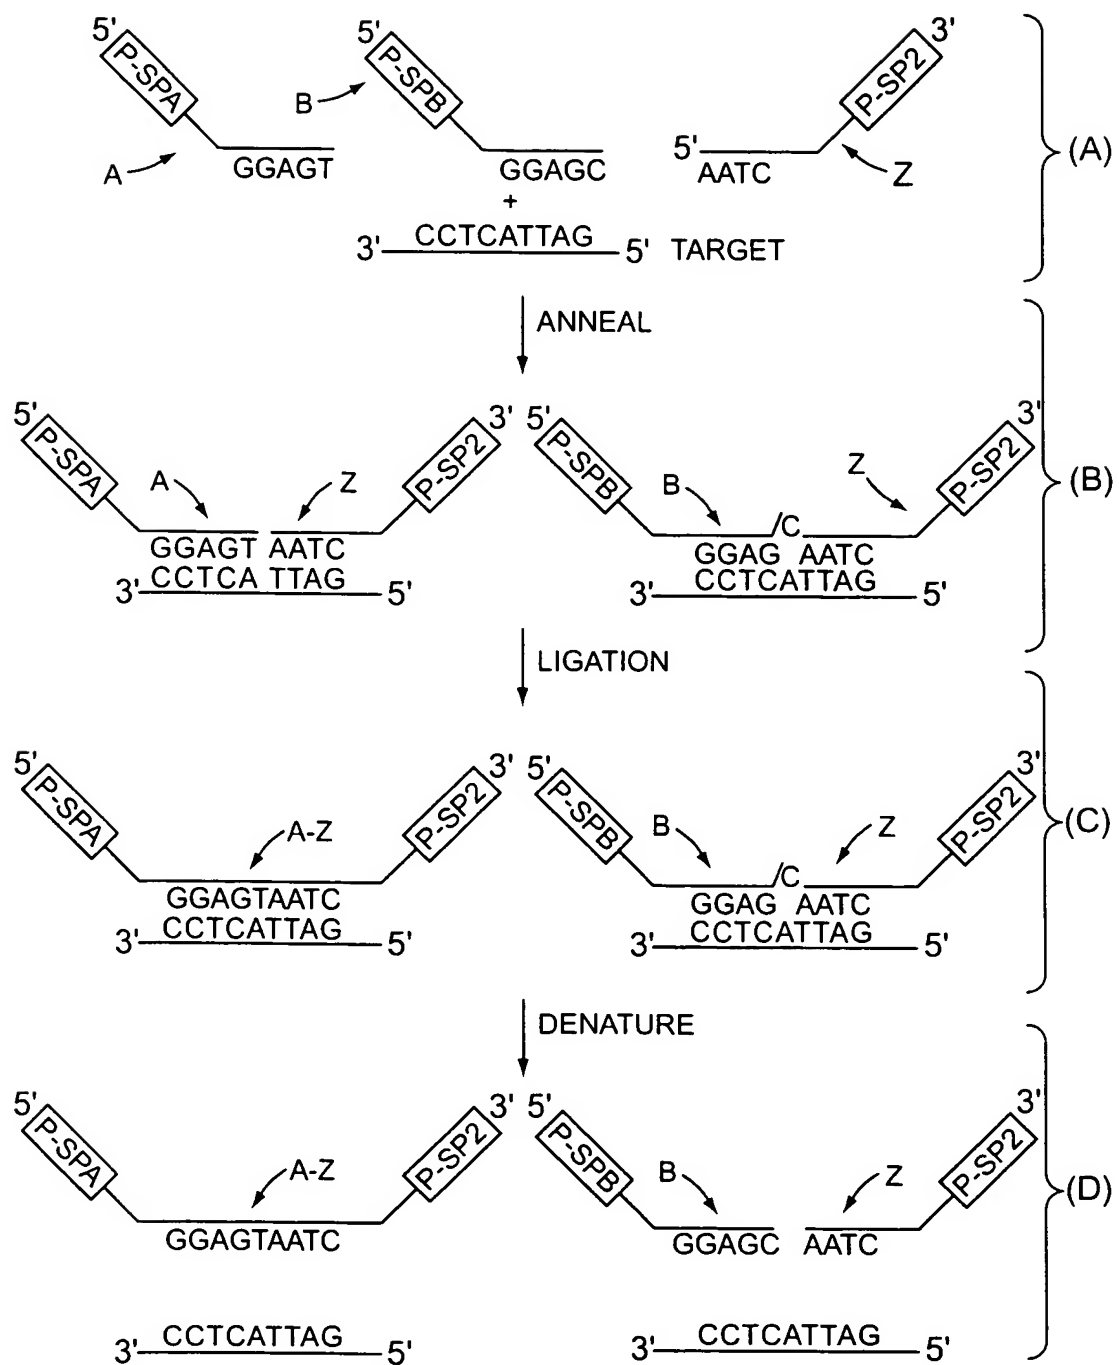 5' 5' 3'
P-SPA P-SPB P-SP2
B
A GGAGT GGAGC 5' AATC Z (A)
+
3' CCTCATTAG 5' TARGET
ANNEAL
5' 3' 5' 3'
P-SPA P-SP2 P-SPB P-SP2
A Z B Z (B)
/C
GGAGT AATC GGAG AATC
3' CCTCA TTAG 5' 3' CCTCATTAG 5'
LIGATION
5' 3' 5' 3'
P-SPA P-SP2 P-SPB P-SP2
A-Z B Z (C)
/C
GGAGTAATC GGAG AATC
3' CCTCATTAG 5' 3' CCTCATTAG 5'
DENATURE
5' 3' 5' 3'
P-SPA P-SP2 P-SPB P-SP2
A-Z B Z (D)
GGAGTAATC GGAGC AATC
3' CCTCATTAG 5' 3' CCTCATTAG 5'